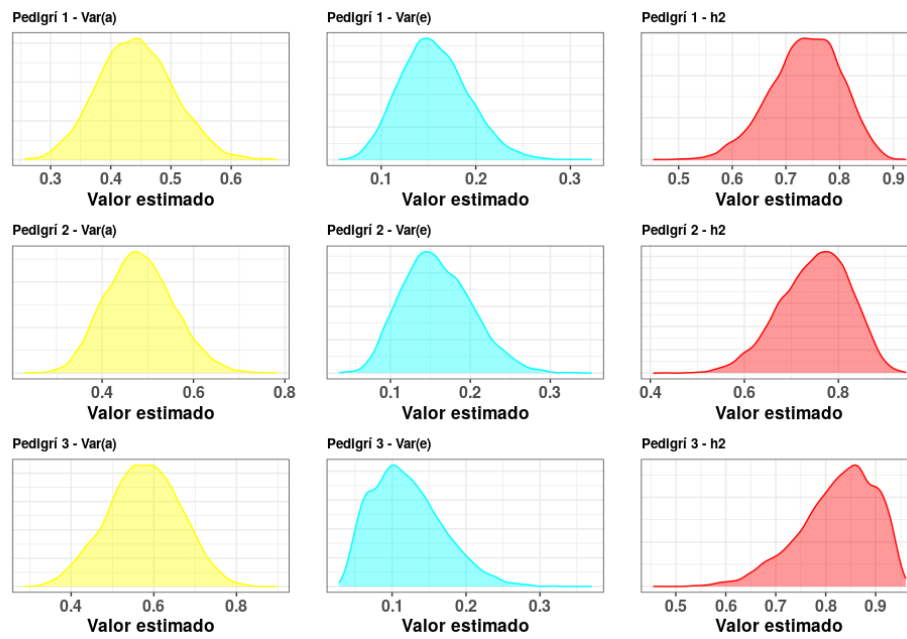 Pedigrí 1 - Var(a)
Pedigrí 1 - Var(e)
Pedigrí 1 - h2
0.3 0.4 0.5 0.6
0.1 0.2 0.3
0.5 0.6 0.7 0.8 0.9
Valor estimado
Valor estimado
Valor estimado
Pedigrí 2 - Var(a)
Pedigrí 2 - Var(e)
Pedigrí 2 - h2
0.4 0.6 0.8
0.1 0.2 0.3
0.4 0.6 0.8
Valor estimado
Valor estimado
Valor estimado
Pedigrí 3 - Var(a)
Pedigrí 3 - Var(e)
Pedigrí 3 - h2
0.4 0.6 0.8
0.1 0.2 0.3
0.5 0.6 0.7 0.8 0.9
Valor estimado
Valor estimado
Valor estimado